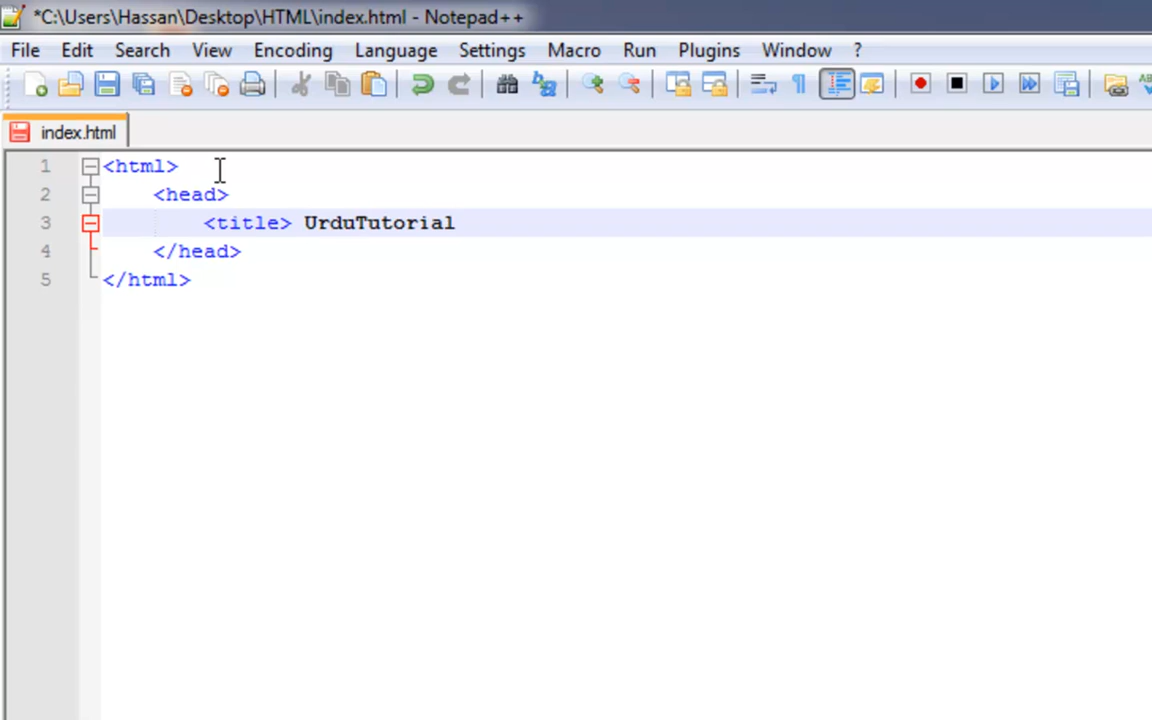 *C:\Users\Hassan\Desktop\HTML\index.html - Notepad++
File Edit Search View Encoding Language Settings Macro Run Plugins Window ?
index.html
1 <html>
2 <head>
3 <title> UrduTutorial
4 </head>
5 </html>